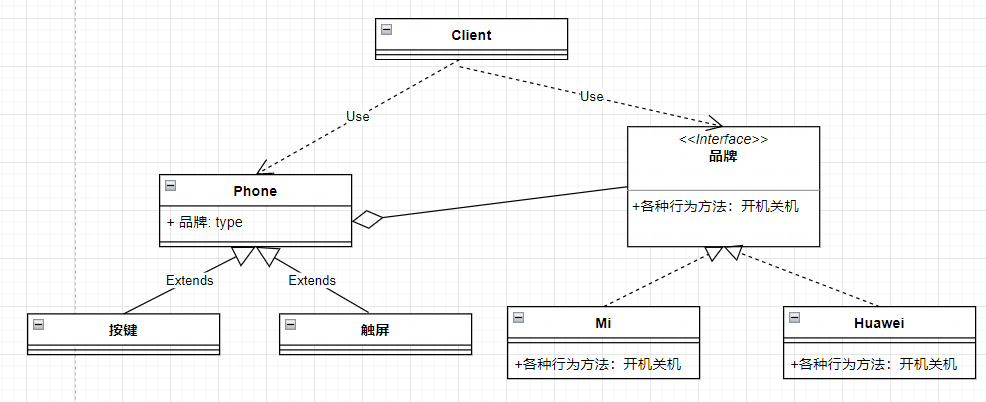 Client
Use
Use
<<Interface>>
品牌
+各种行为方法：开机关机
Phone
+ 品牌: type
Extends
Extends
按键
触屏
Mi
+各种行为方法：开机关机
Huawei
+各种行为方法：开机关机